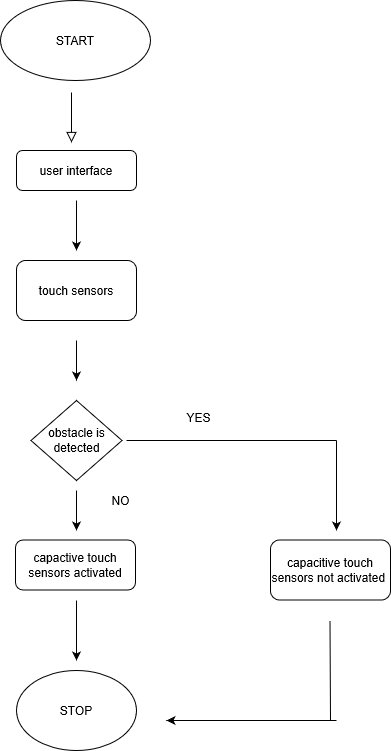 START
user interface
touch sensors
obstacle is
detected
YES
NO
capactive touch
sensors activated
capacitive touch
sensors not activated
STOP